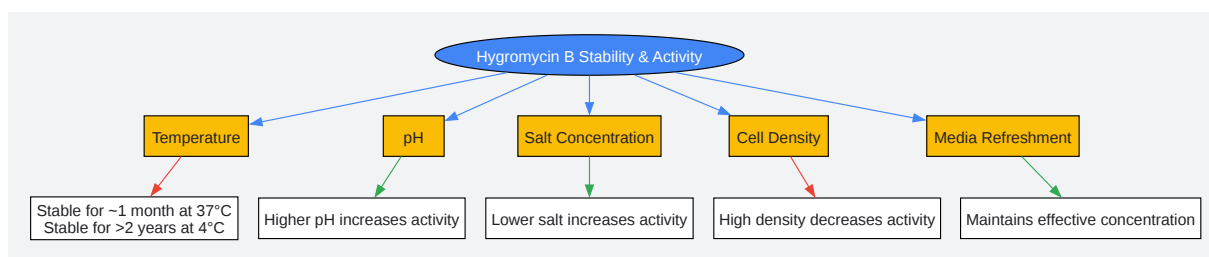 Hygromycin B Stability & Activity
Temperature
pH
Salt Concentration
Cell Density
Media Refreshment
Stable for ~1 month at 37°C
Stable for >2 years at 4°C
Higher pH increases activity
Lower salt increases activity
High density decreases activity
Maintains effective concentration